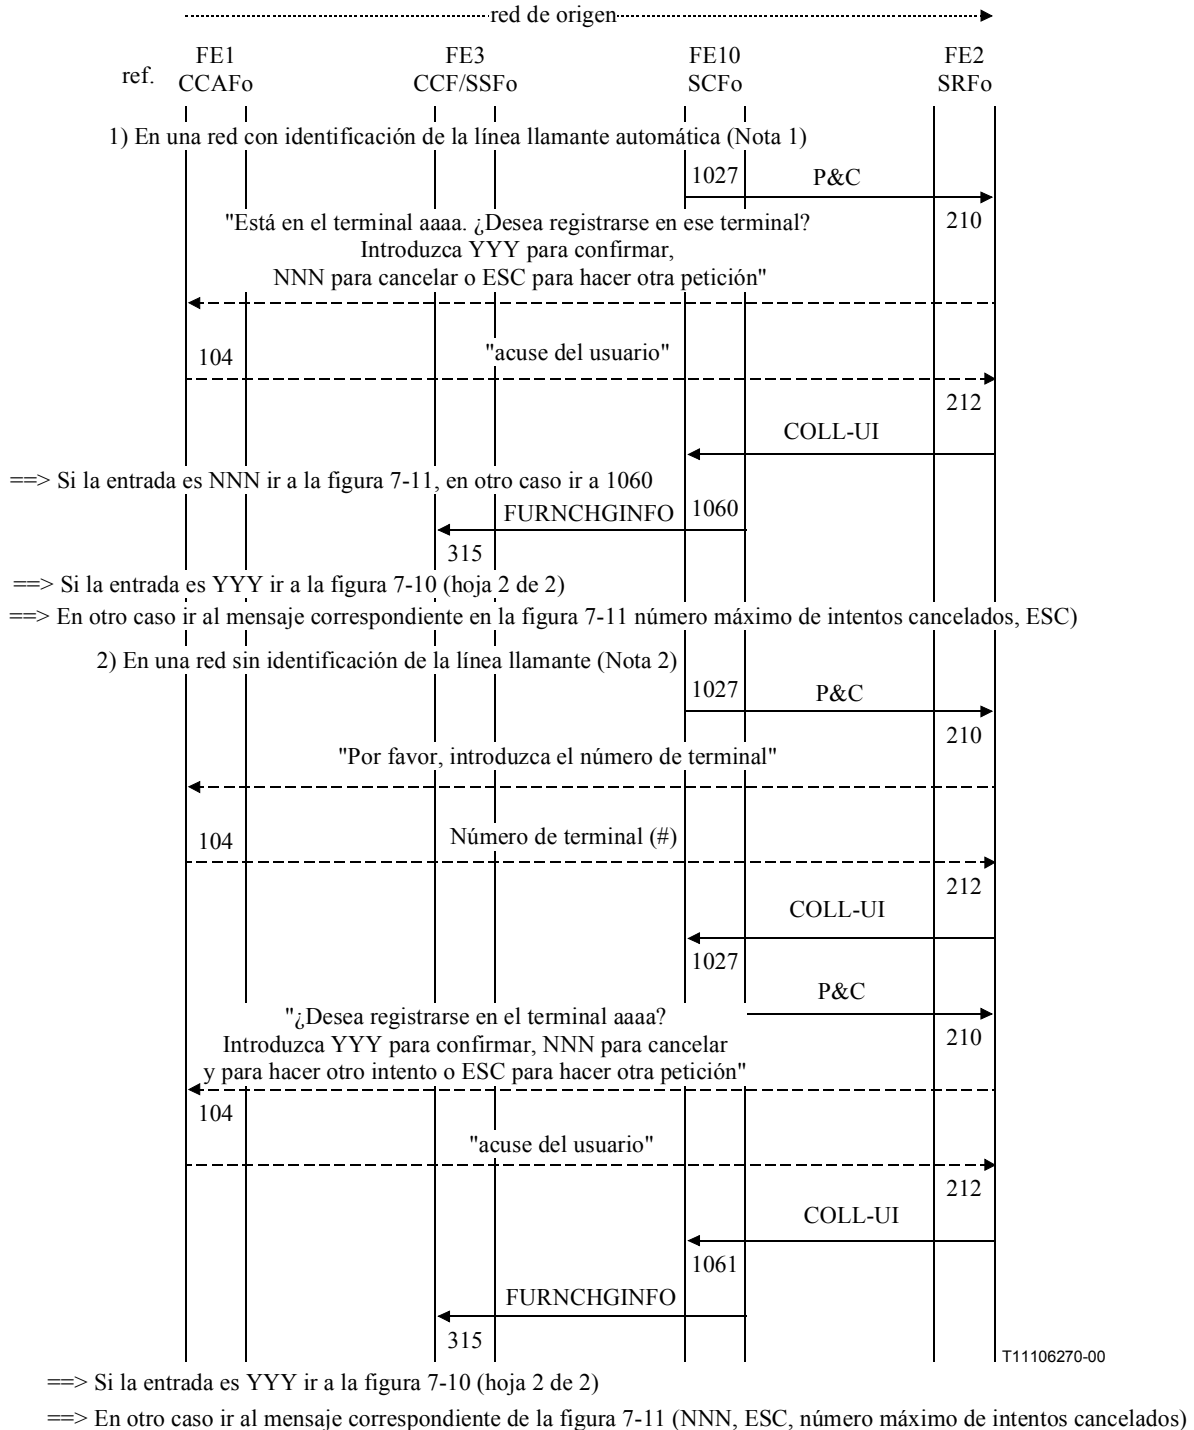 red de origen
FE1 FE3 FE10 FE2
ref. CCAFo CCF/SSFo SCFo SRFo
1) En una red con identificación de la línea llamante automática (Nota 1)
1027 P&C
210
"Está en el terminal aaaa. ¿Desea registrarse en ese terminal?
Introduzca YYY para confirmar,
NNN para cancelar o ESC para hacer otra petición"
104 "acuse del usuario"
212
COLL-UI
==> Si la entrada es NNN ir a la figura 7-11, en otro caso ir a 1060
FURNCHGINFO 1060
315
==> Si la entrada es YYY ir a la figura 7-10 (hoja 2 de 2)
==> En otro caso ir al mensaje correspondiente en la figura 7-11 número máximo de intentos cancelados, ESC)
2) En una red sin identificación de la línea llamante (Nota 2)
1027 P&C
210
"Por favor, introduzca el número de terminal"
104 Número de terminal (#)
212
COLL-UI
1027
P&C
"¿Desea registrarse en el terminal aaaa?
210
Introduzca YYY para confirmar, NNN para cancelar
y para hacer otro intento o ESC para hacer otra petición"
104
"acuse del usuario"
212
COLL-UI
1061
FURNCHGINFO
315
T11106270-00
==> Si la entrada es YYY ir a la figura 7-10 (hoja 2 de 2)
==> En otro caso ir al mensaje correspondiente de la figura 7-11 (NNN, ESC, número máximo de intentos cancelados)